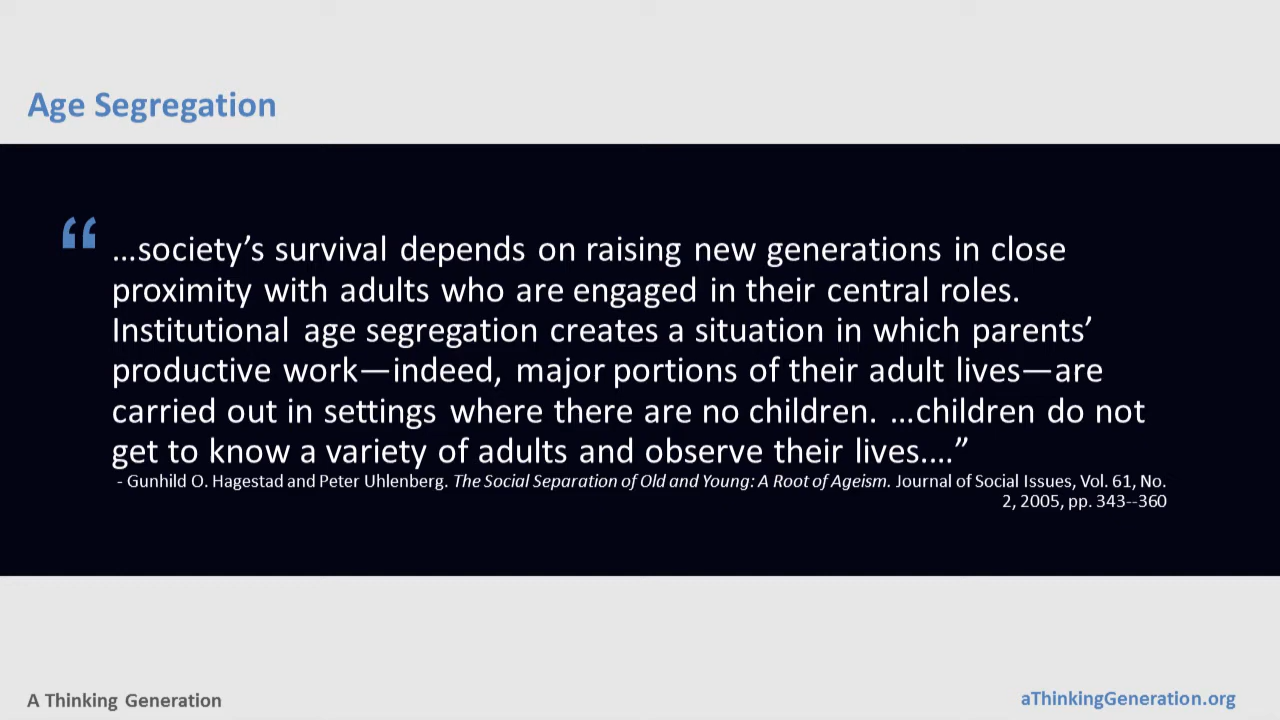 Age Segregation
“ …society’s survival depends on raising new generations in close
proximity with adults who are engaged in their central roles.
Institutional age segregation creates a situation in which parents’
productive work—indeed, major portions of their adult lives—are
carried out in settings where there are no children. …children do not
get to know a variety of adults and observe their lives….”
- Gunhild O. Hagestad and Peter Uhlenberg. The Social Separation of Old and Young: A Root of Ageism. Journal of Social Issues, Vol. 61, No.
2, 2005, pp. 343--360
A Thinking Generation
aThinkingGeneration.org